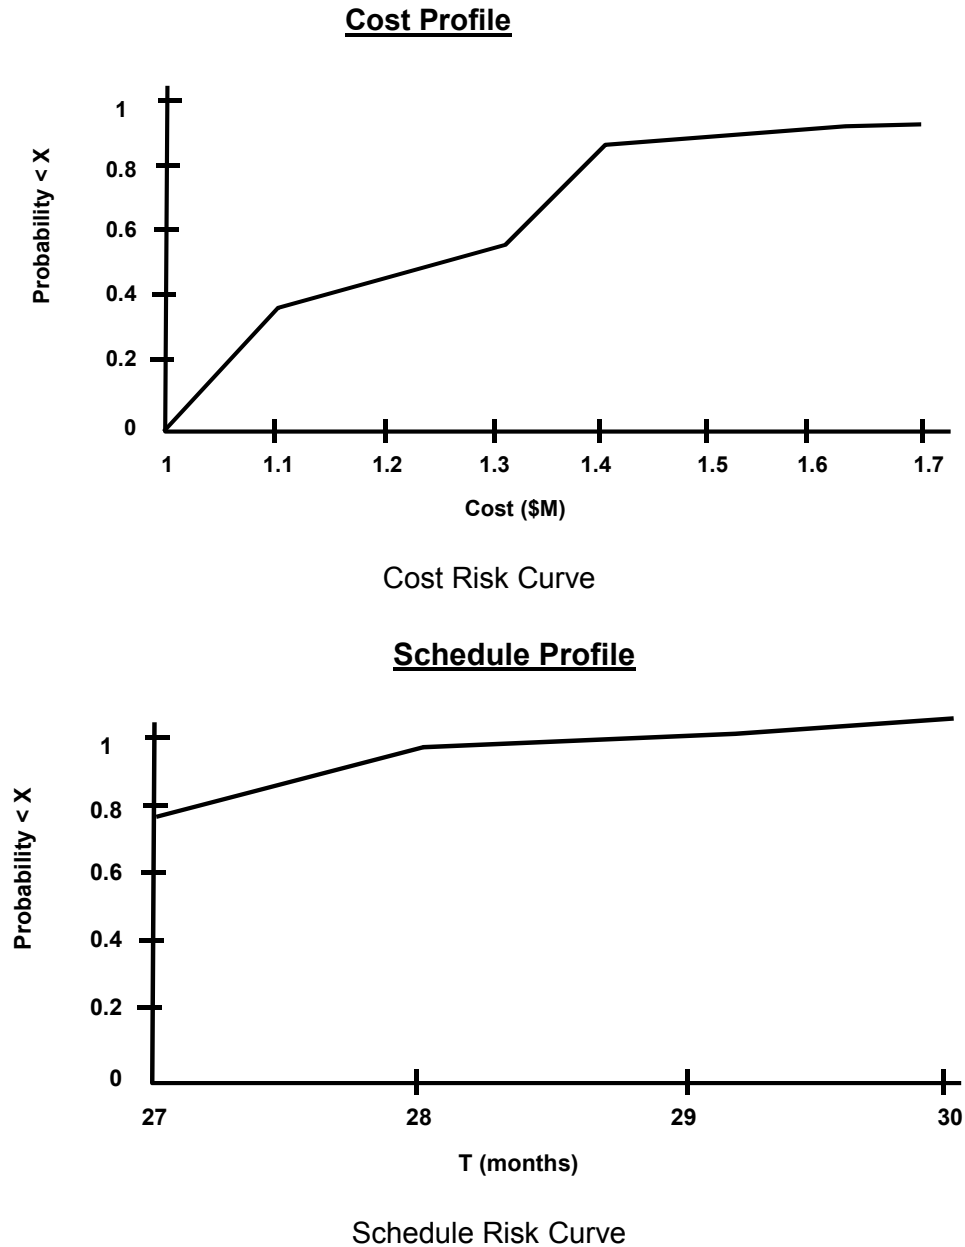 Cost Profile
Probability < X
1
0.8
0.6
0.4
0.2
0
1 1.1 1.2 1.3 1.4 1.5 1.6 1.7
Cost ($M)
Cost Risk Curve
Schedule Profile
Probability < X
1
0.8
0.6
0.4
0.2
0
27 28 29 30
T (months)
Schedule Risk Curve